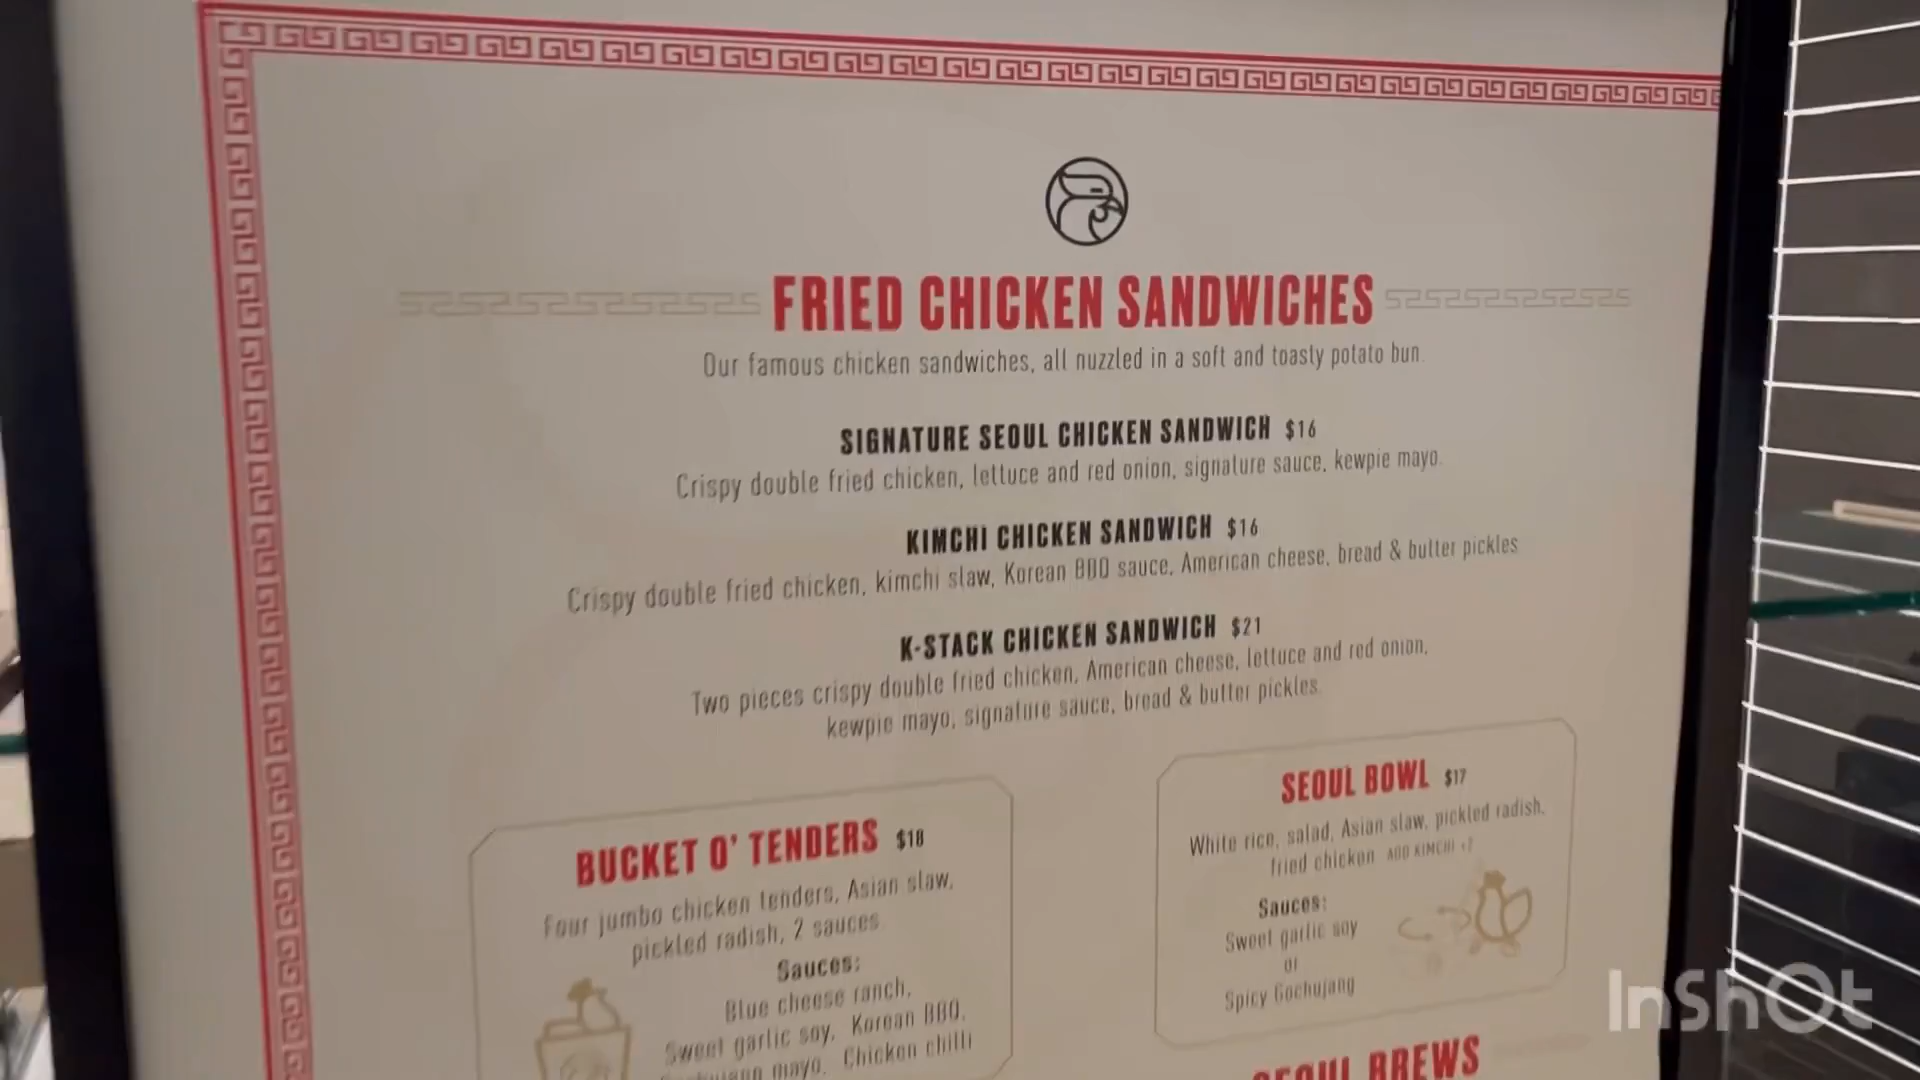 FRIED CHICKEN SANDWICHES
Our famous chicken sandwiches, all nuzzled in a soft and toasty potato bun.
SIGNATURE SEOUL CHICKEN SANDWICH $16
Crispy double fried chicken, lettuce and red onion, signature sauce, kewpie mayo.
KIMCHI CHICKEN SANDWICH $16
Crispy double fried chicken, kimchi slaw, Korean BBQ sauce, American cheese, bread & butter pickles
K-STACK CHICKEN SANDWICH $21
Two pieces crispy double fried chicken, American cheese, lettuce and red onion,
kewpie mayo, signature sauce, bread & butter pickles.
BUCKET O' TENDERS $18
Four jumbo chicken tenders, Asian slaw,
pickled radish, 2 sauces
Sauces:
Blue cheese ranch,
Sweet garlic soy, Korean BBQ,
mayo, Chicken chilli
SEOUL BOWL $17
White rice, salad, Asian slaw, pickled radish,
fried chicken ADD KIMCHI +2
Sauces:
Sweet garlic soy
or
Spicy Gochujang
SEOUL BREWS
InShOt